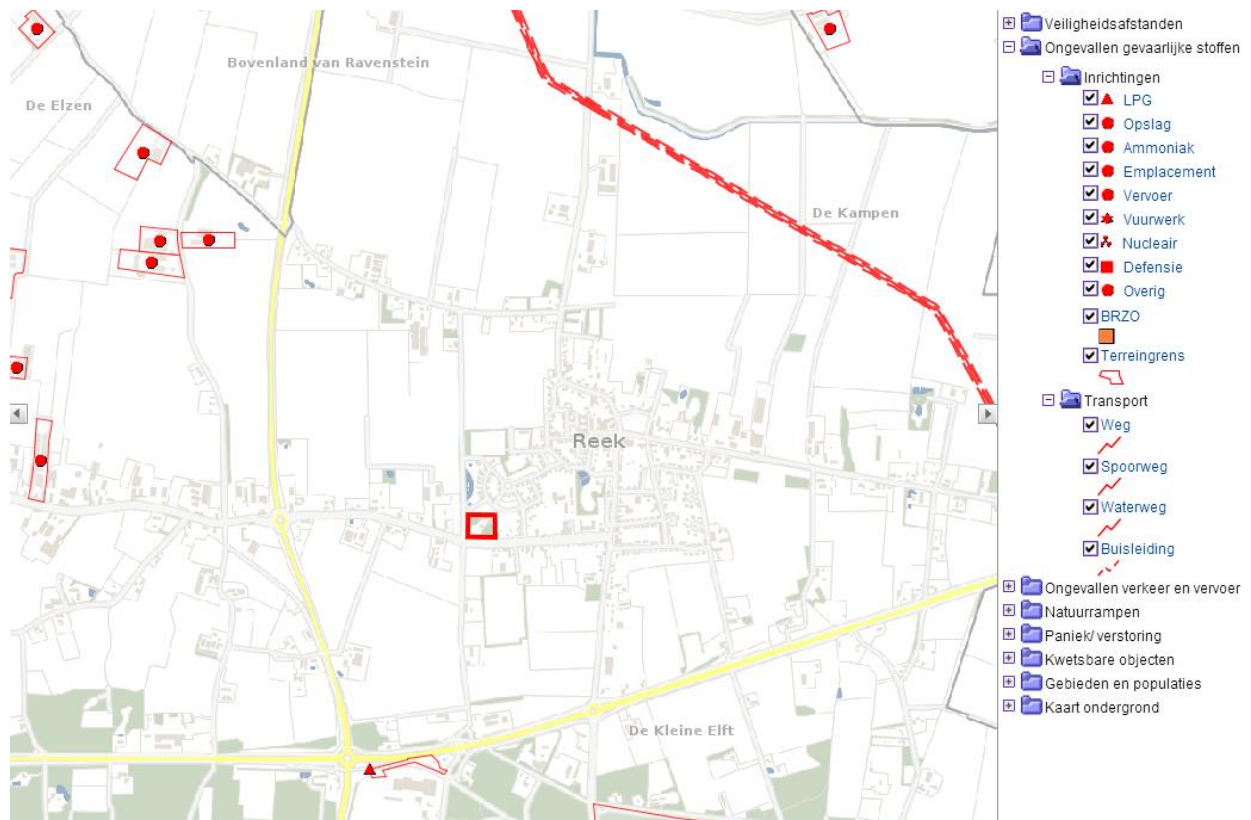 Bovenland van Ravenstein
De Elzen
De Kampen
Reek
De Kleine Elft
Veiligheidsafstanden
Ongevallen gevaarlijke stoffen
Inrichtingen
LPG
Opslag
Ammoniak
Emplacement
Vervoer
Vuurwerk
Nucleair
Defensie
Overig
BRZO
Terreingrens
Transport
Weg
Spoorweg
Waterweg
Buisleiding
Ongevallen verkeer en vervoer
Natuurrampen
Paniek/ verstoring
Kwetsbare objecten
Gebieden en populaties
Kaart ondergrond